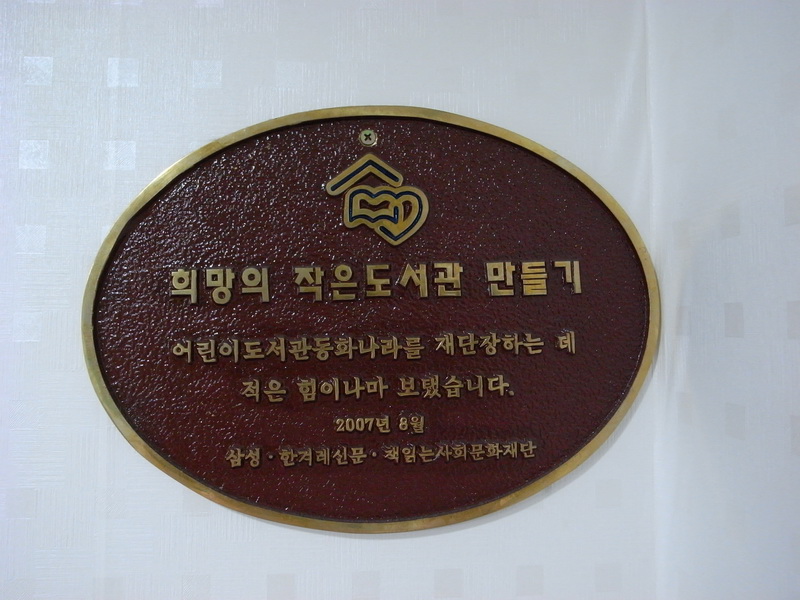 희망의 작은도서관 만들기
어린이도서관동화나라를 재단장하는 데
적은 힘이나마 보탰습니다.
2007년 8월
삼성·한겨레신문·책읽는사회문화재단